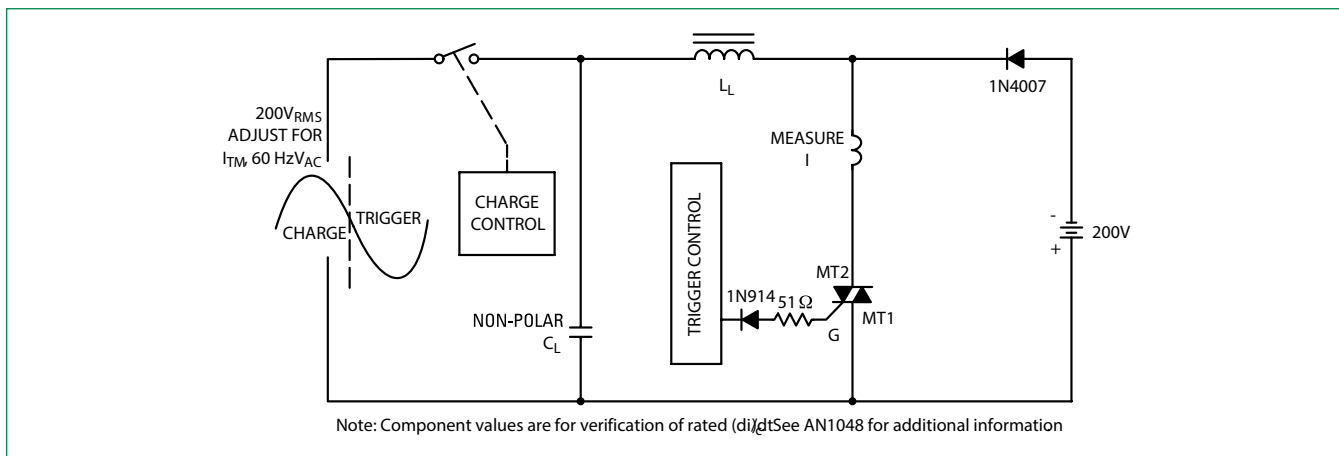 200VRMS
ADJUST FOR
ITM, 60 HzVAC
CHARGE
TRIGGER
CHARGE
CONTROL
NON-POLAR
CL
LL
TRIGGER CONTROL
1N914
51 Ω
MEASURE
I
MT2
MT1
G
1N4007
-
+
200V
Note: Component values are for verification of rated (di/dt)c See AN1048 for additional information